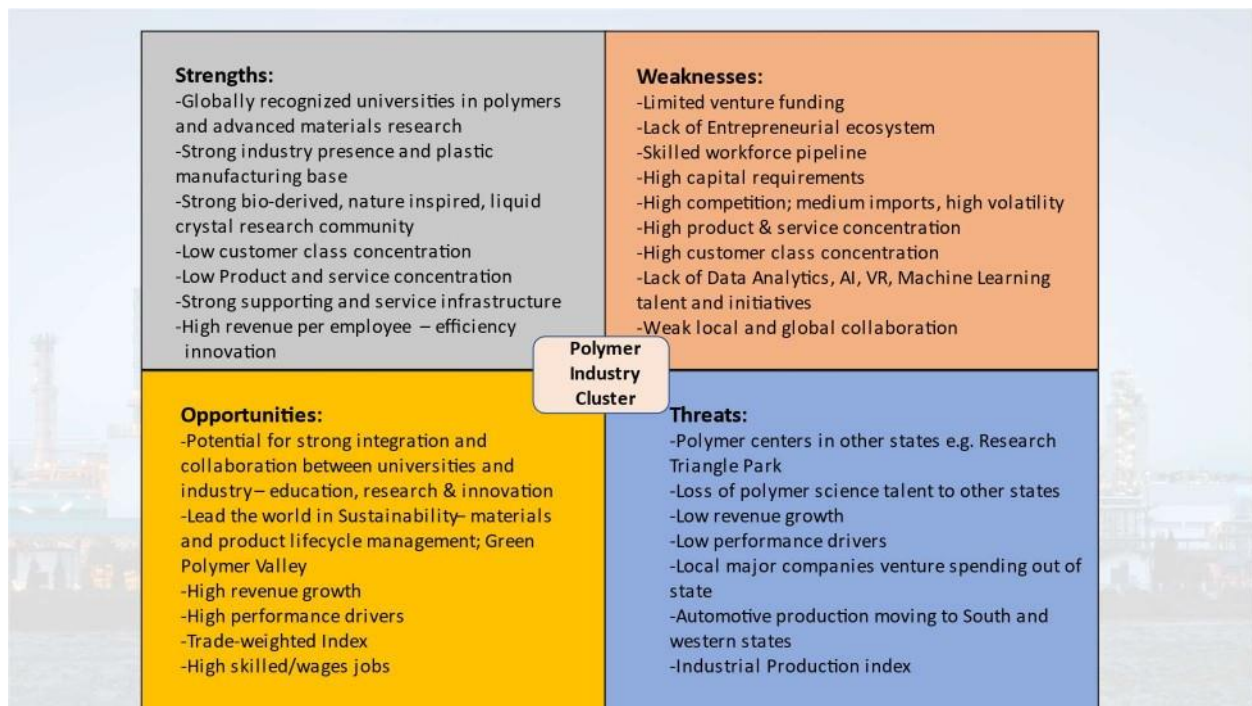 Strengths:
-Globally recognized universities in polymers
and advanced materials research
-Strong industry presence and plastic
manufacturing base
-Strong bio-derived, nature inspired, liquid
crystal research community
-Low customer class concentration
-Low Product and service concentration
-Strong supporting and service infrastructure
-High revenue per employee – efficiency
innovation
Weaknesses:
-Limited venture funding
-Lack of Entrepreneurial ecosystem
-Skilled workforce pipeline
-High capital requirements
-High competition; medium imports, high volatility
-High product & service concentration
-High customer class concentration
-Lack of Data Analytics, AI, VR, Machine Learning
talent and initiatives
-Weak local and global collaboration
Polymer
Industry
Cluster
Opportunities:
-Potential for strong integration and
collaboration between universities and
industry– education, research & innovation
-Lead the world in Sustainability– materials
and product lifecycle management; Green
Polymer Valley
-High revenue growth
-High performance drivers
-Trade-weighted Index
-High skilled/wages jobs
Threats:
-Polymer centers in other states e.g. Research
Triangle Park
-Loss of polymer science talent to other states
-Low revenue growth
-Low performance drivers
-Local major companies venture spending out of
state
-Automotive production moving to South and
western states
-Industrial Production index